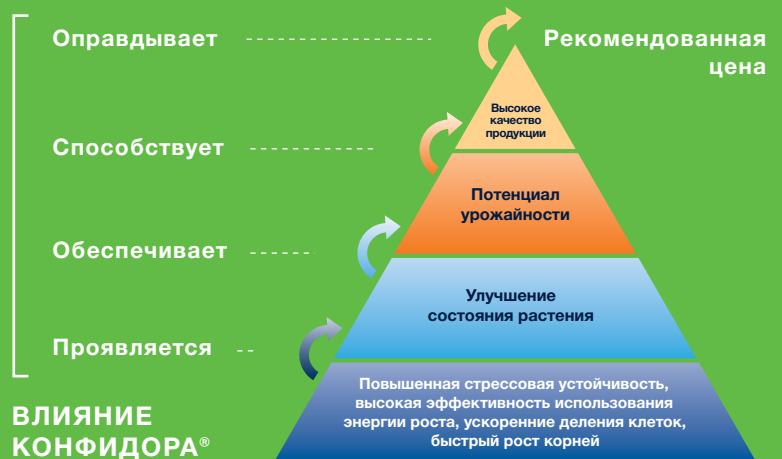 Оправдывает
Рекомендованная
цена
Высокое
качество
продукции
Способствует
Потенциал
урожайности
Обеспечивает
Улучшение
состояния растения
Проявляется
Повышенная стрессовая устойчивость,
высокая эффективность использования
энергии роста, ускоренние деления клеток,
быстрый рост корней
ВЛИЯНИЕ
КОНФИДОРА®